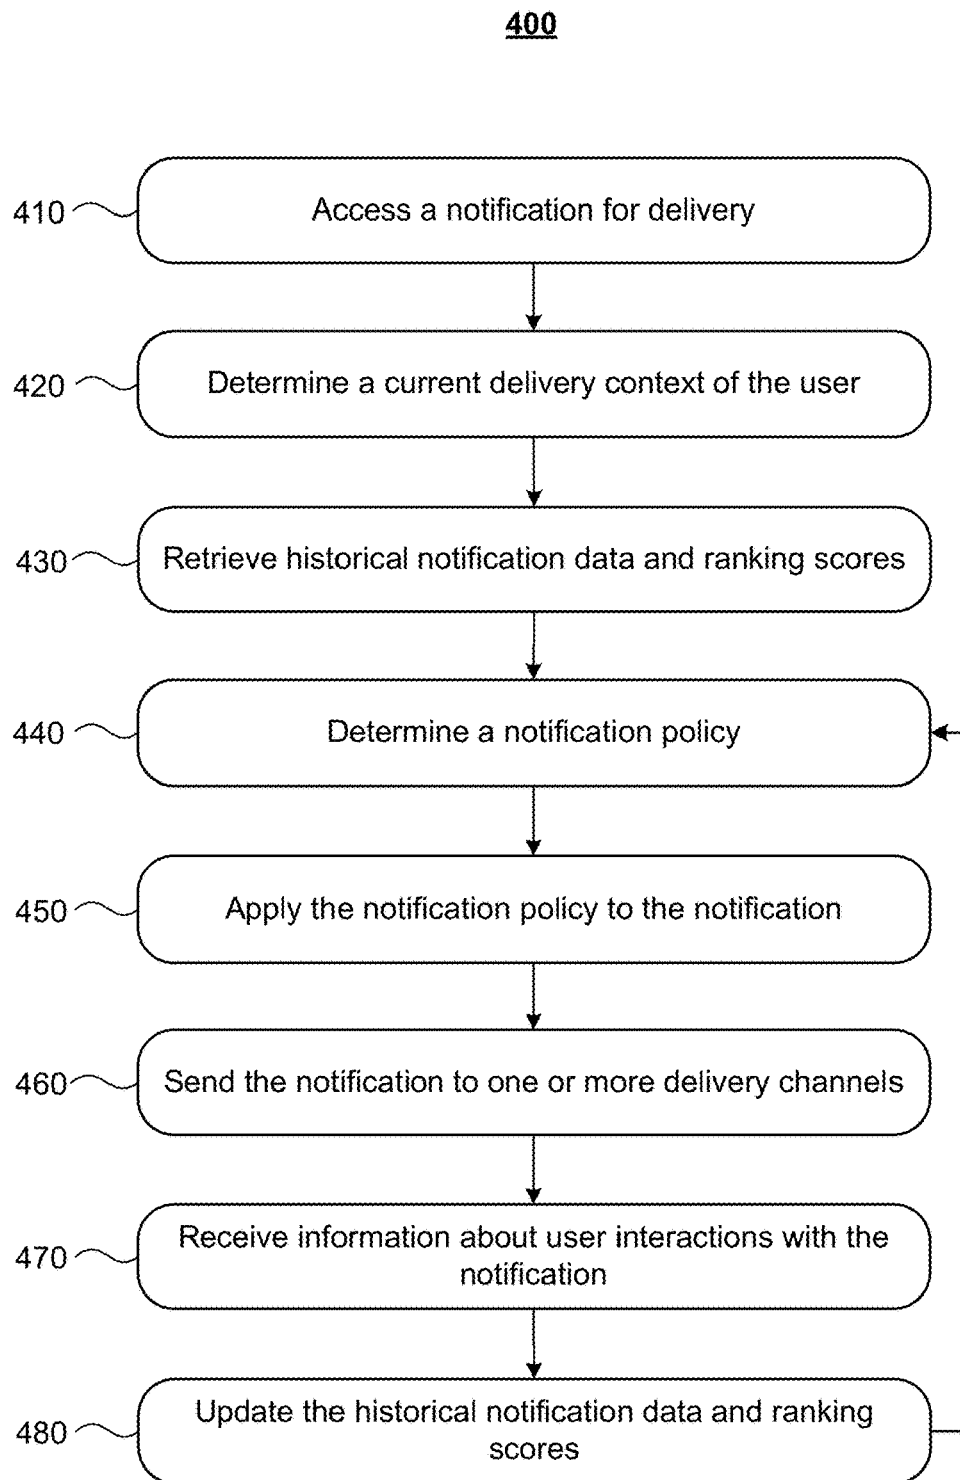 400
410
Access a notification for delivery
420
Determine a current delivery context of the user
430
Retrieve historical notification data and ranking scores
440
Determine a notification policy
450
Apply the notification policy to the notification
460
Send the notification to one or more delivery channels
470
Receive information about user interactions with the
notification
480
Update the historical notification data and ranking
scores